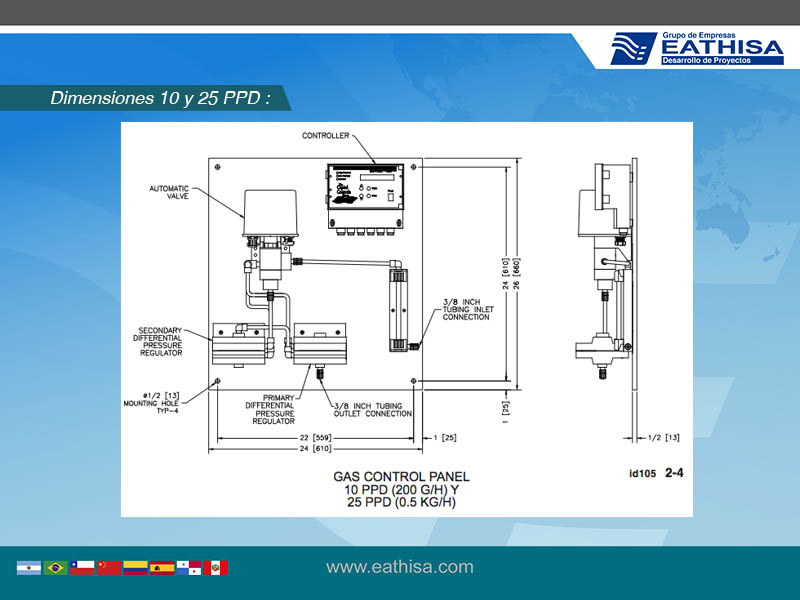 Grupo de Empresas
EATHISA
Desarrollo de Proyectos
Dimensiones 10 y 25 PPD :
CONTROLLER
AUTOMATIC
VALVE
24 [610]
26 [660]
3/8 INCH
TUBING INLET
CONNECTION
SECONDARY
DIFFERENTIAL
PRESSURE
REGULATOR
ø1/2 [13]
MOUNTING HOLE
TYP-4
PRIMARY
DIFFERENTIAL
PRESSURE
REGULATOR
3/8 INCH TUBING
OUTLET CONNECTION
1 [25]
22 [559]
1 [25]
24 [610]
1/2 [13]
GAS CONTROL PANEL
10 PPD (200 G/H) Y
25 PPD (0.5 KG/H)
id105 2-4
www.eathisa.com